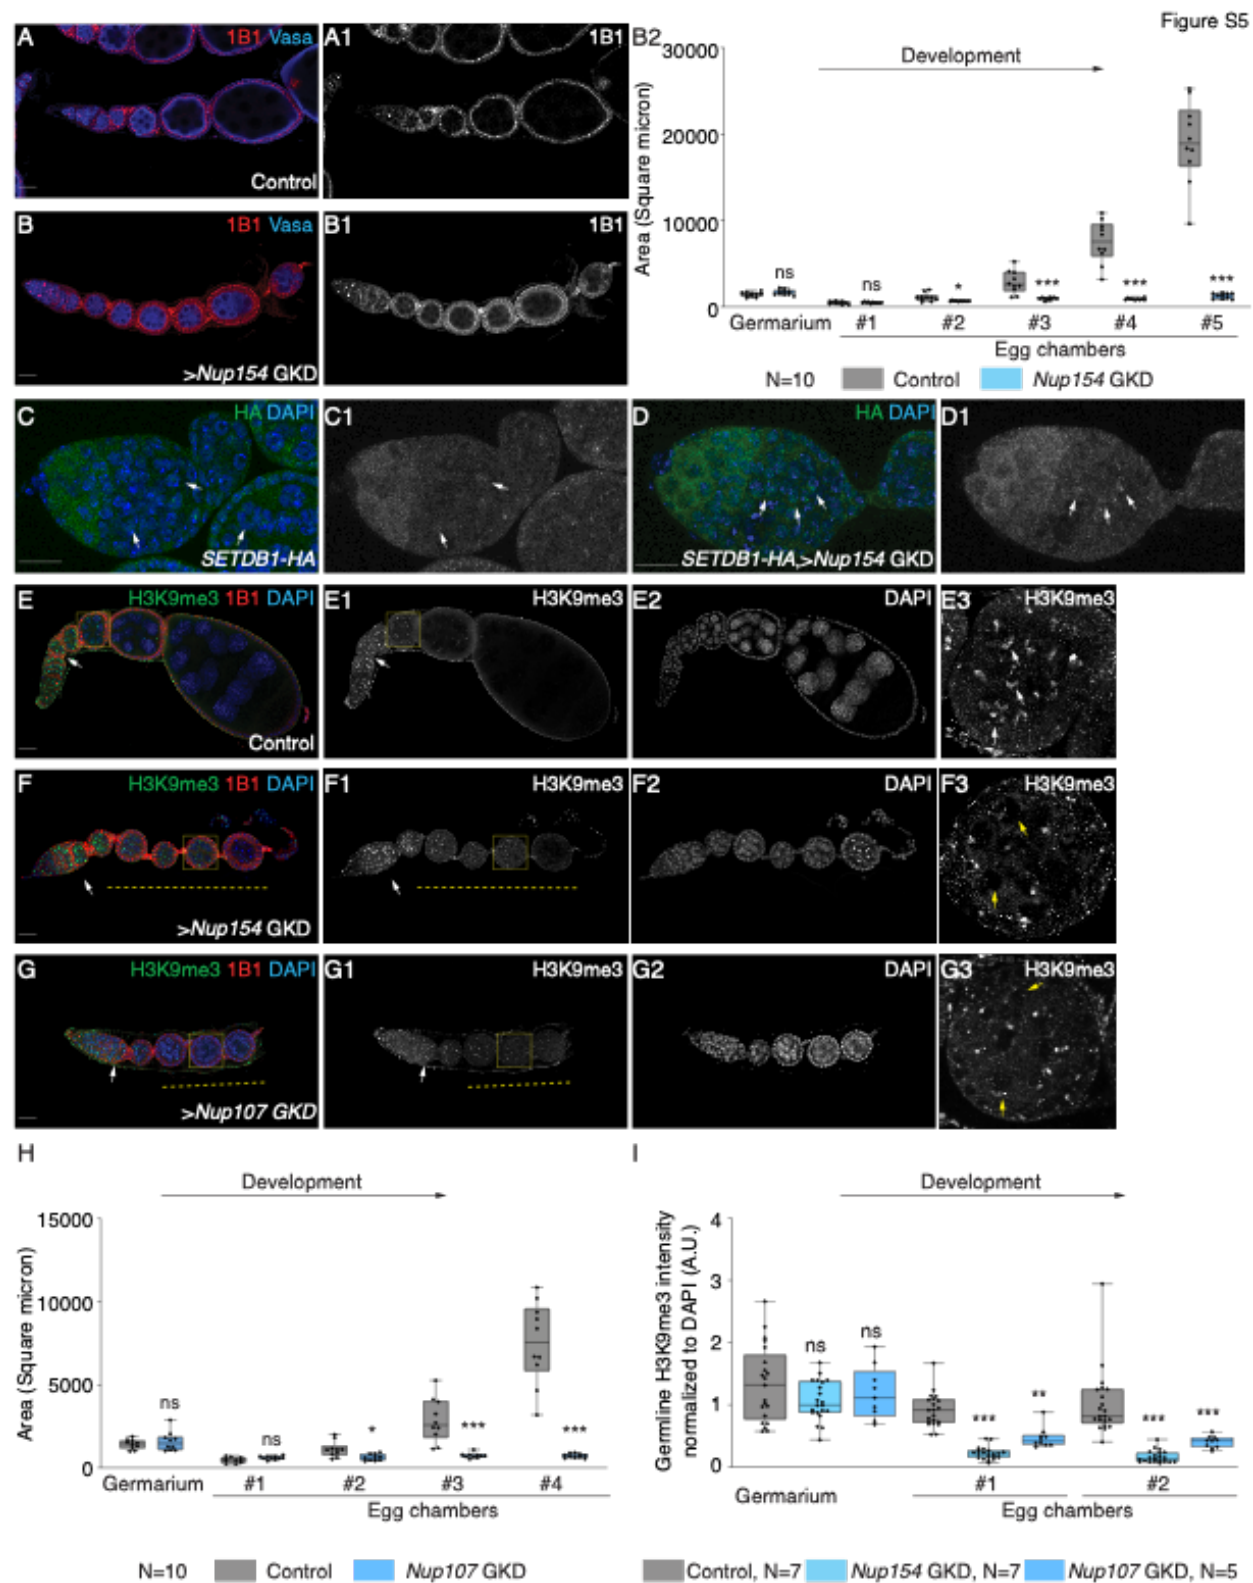 Figure S5
A 1B1 Vasa
Control
A1 1B1
B 1B1 Vasa
>Nup154 GKD
B1 1B1
B2
Development
Area (Square micron)
30000
20000
10000
0
ns
ns
*
***
***
***
Germarium #1 #2 #3 #4 #5
Egg chambers
N=10 Control Nup154 GKD
C HA DAPI
SETDB1-HA
C1
D HA DAPI
SETDB1-HA,>Nup154 GKD
D1
E H3K9me3 1B1 DAPI
Control
E1 H3K9me3
E2 DAPI
E3 H3K9me3
F H3K9me3 1B1 DAPI
>Nup154 GKD
F1 H3K9me3
F2 DAPI
F3 H3K9me3
G H3K9me3 1B1 DAPI
>Nup107 GKD
G1 H3K9me3
G2 DAPI
G3 H3K9me3
H
Development
Area (Square micron)
15000
10000
5000
0
ns
ns
*
***
***
Germarium #1 #2 #3 #4
Egg chambers
N=10 Control Nup107 GKD
I
Development
Germline H3K9me3 intensity
normalized to DAPI (A.U.)
4
3
2
1
0
ns
ns
***
**
***
***
Germarium #1 #2
Egg chambers
Control, N=7 Nup154 GKD, N=7 Nup107 GKD, N=5